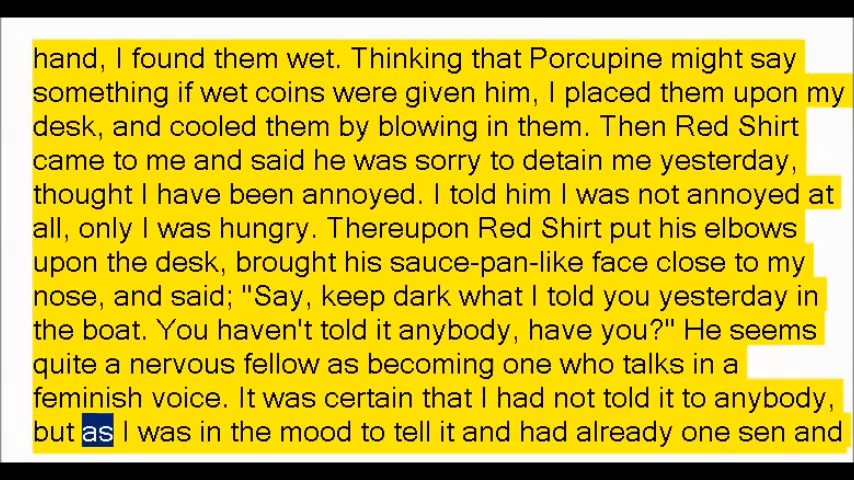 hand, I found them wet. Thinking that Porcupine might say
something if wet coins were given him, I placed them upon my
desk, and cooled them by blowing in them. Then Red Shirt
came to me and said he was sorry to detain me yesterday,
thought I have been annoyed. I told him I was not annoyed at
all, only I was hungry. Thereupon Red Shirt put his elbows
upon the desk, brought his sauce-pan-like face close to my
nose, and said; "Say, keep dark what I told you yesterday in
the boat. You haven't told it anybody, have you?" He seems
quite a nervous fellow as becoming one who talks in a
feminish voice. It was certain that I had not told it to anybody,
but as I was in the mood to tell it and had already one sen and